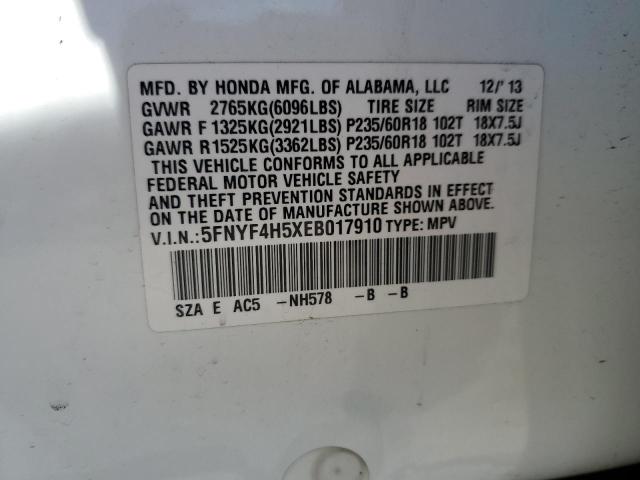 MFD. BY HONDA MFG. OF ALABAMA, LLC 12/ 13
GVWR 2765KG(6096LBS) TIRE SIZE RIM SIZE
GAWR F 1325KG(2921LBS) P235/60R18 102T 18X7.5J
GAWR R1525KG(3362LBS) P235/60R18 102T 18X7.5J
THIS VEHICLE CONFORMS TO ALL APPLICABLE
FEDERAL MOTOR VEHICLE SAFETY
AND THEFT PREVENTION STANDARDS IN EFFECT
ON THE DATE OF MANUFACTURE SHOWN ABOVE.
V.I.N.:5FNYF4H5XEB017910 TYPE: MPV
SZA E AC5 -NH578 -B -B